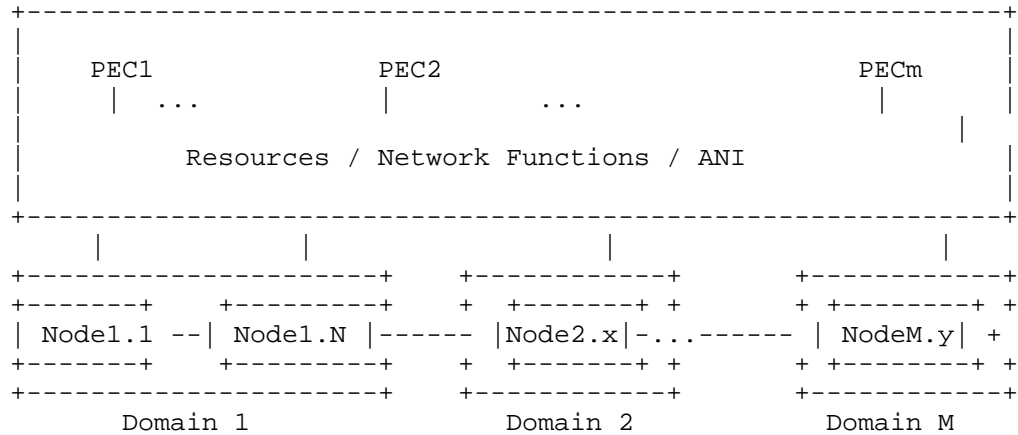 +--------------------------------------------------------------+
|                                                              |
|    PEC1              PEC2                          PECm      |
|     |  ...            |         ...                 |       |
|                                                          |
|          Resources / Network Functions / ANI                |
|                                                              |
+--------------------------------------------------------------+
     |            |                  |                    |
+-----------------------+    +------------+       +------------+
+-------+    +---------+     +  +-------+ +       + +--------+ +
| Node1.1 --| Node1.N |------ |Node2.x|-...------ | NodeM.y| +
+-------+    +---------+     +  +-------+ +       + +--------+ +
+-----------------------+    +------------+       +------------+
Domain 1                Domain 2            Domain M